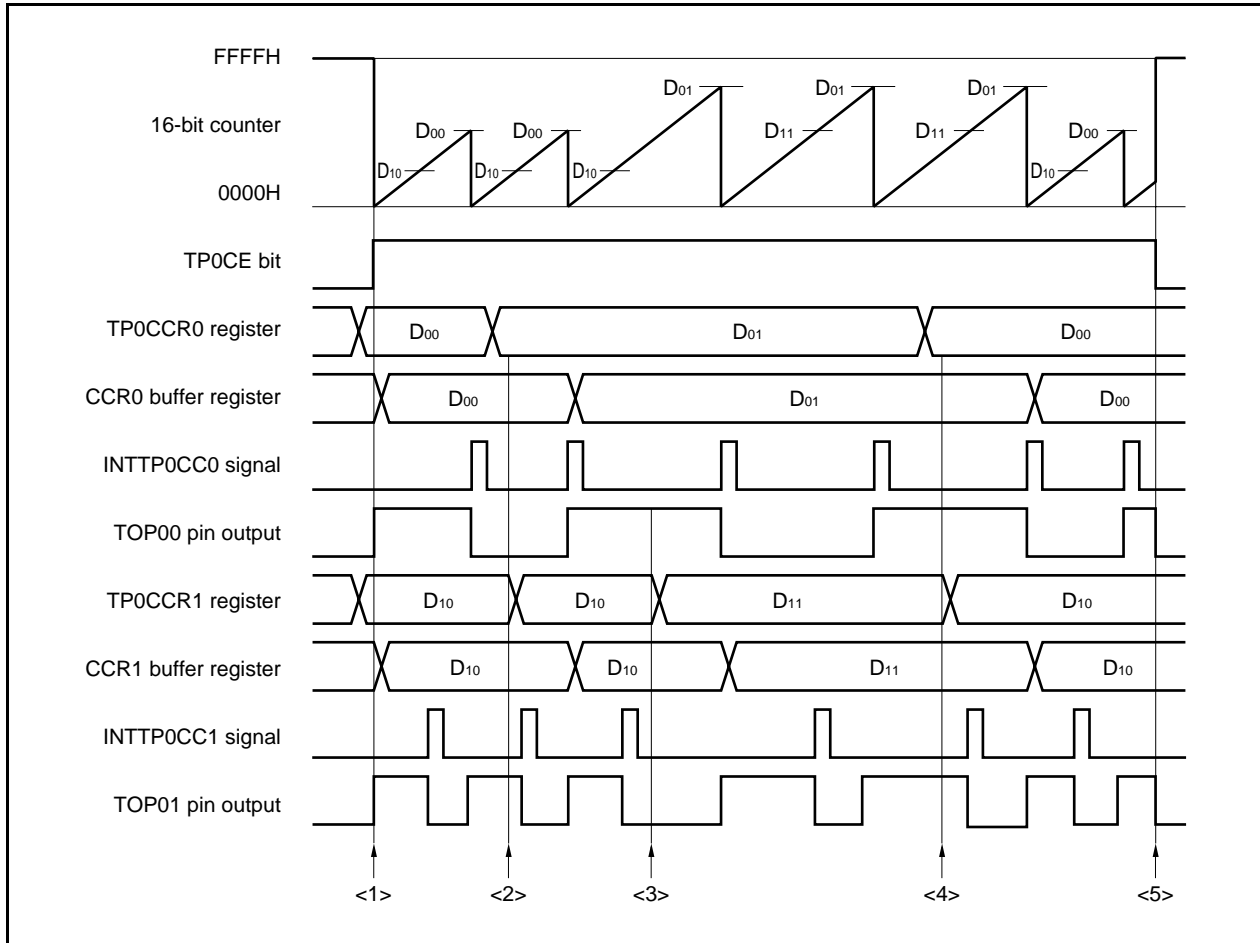 FFFFH
16-bit counter
0000H
D01 D01 D01
D00 D00 D11 D11 D00
D10 D10 D10 D10
TP0CE bit
TP0CCR0 register D00 D01 D00
CCR0 buffer register D00 D01 D00
INTTP0CC0 signal
TOP00 pin output
TP0CCR1 register D10 D10 D11 D10
CCR1 buffer register D10 D10 D11 D10
INTTP0CC1 signal
TOP01 pin output
<1> <2> <3> <4> <5>